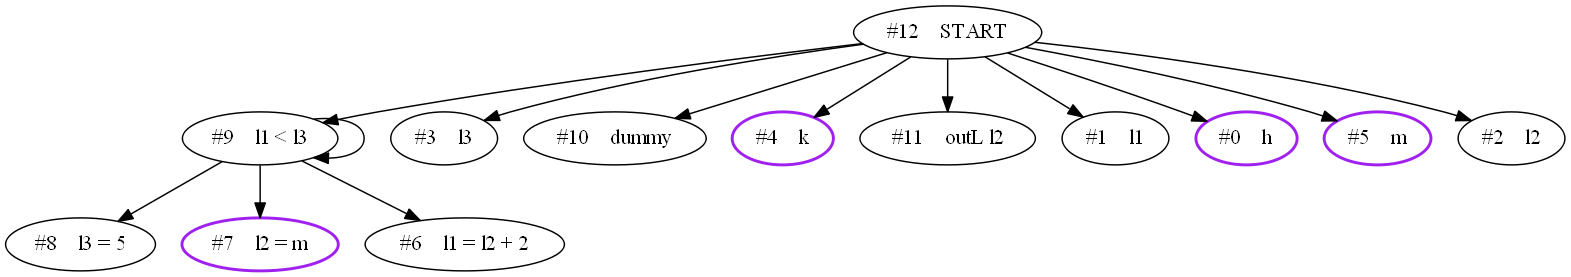 #12 START
#9 l1 < l3
#3 l3
#10 dummy
#4 k
#11 outL l2
#1 l1
#0 h
#5 m
#2 l2
#8 l3 = 5
#7 l2 = m
#6 l1 = l2 + 2